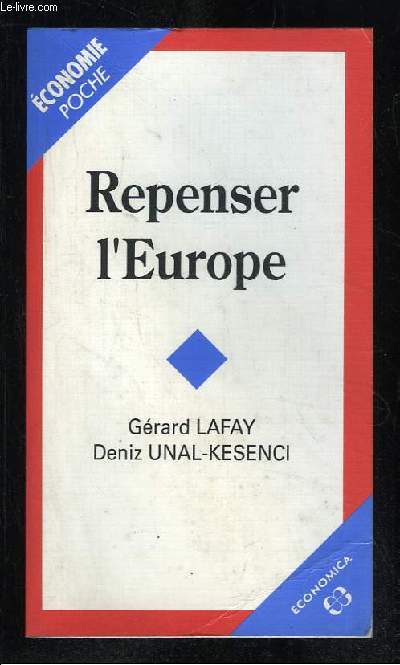 Le-livre.com
ÉCONOMIE
POCHE
Repenser
l'Europe
Gérard LAFAY
Deniz UNAL-KESENCI
ECONOMICA